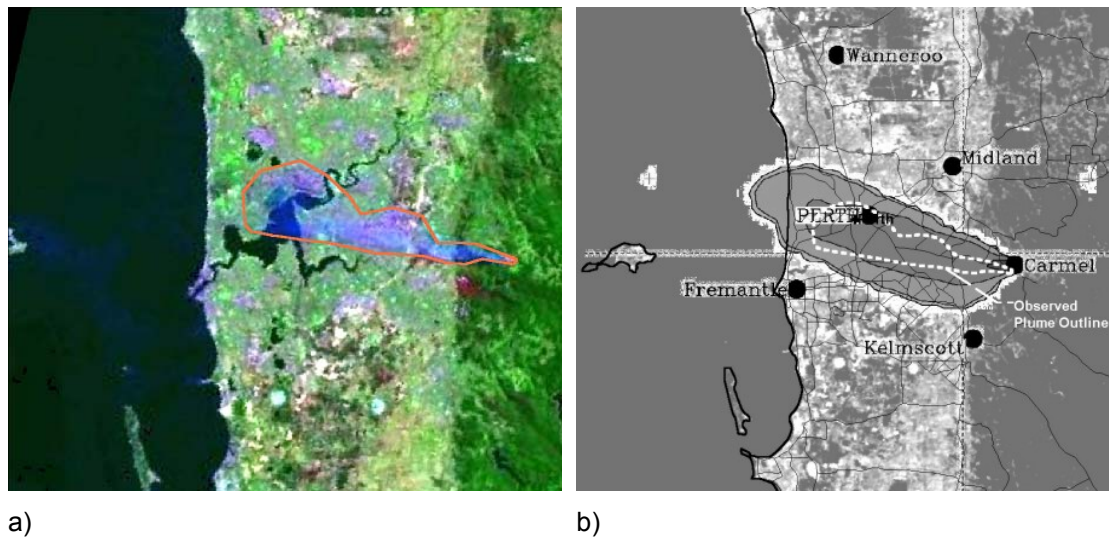 Wanneroo
Midland
PERTH
Carmel
Fremantle
Observed
Plume Outline
Kelmscott
a)
b)